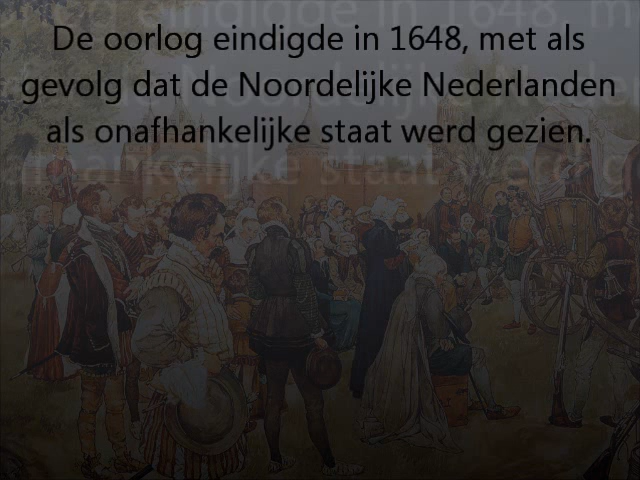 De oorlog eindigde in 1648, met als
gevolg dat de Noordelijke Nederlanden
als onafhankelijke staat werd gezien.